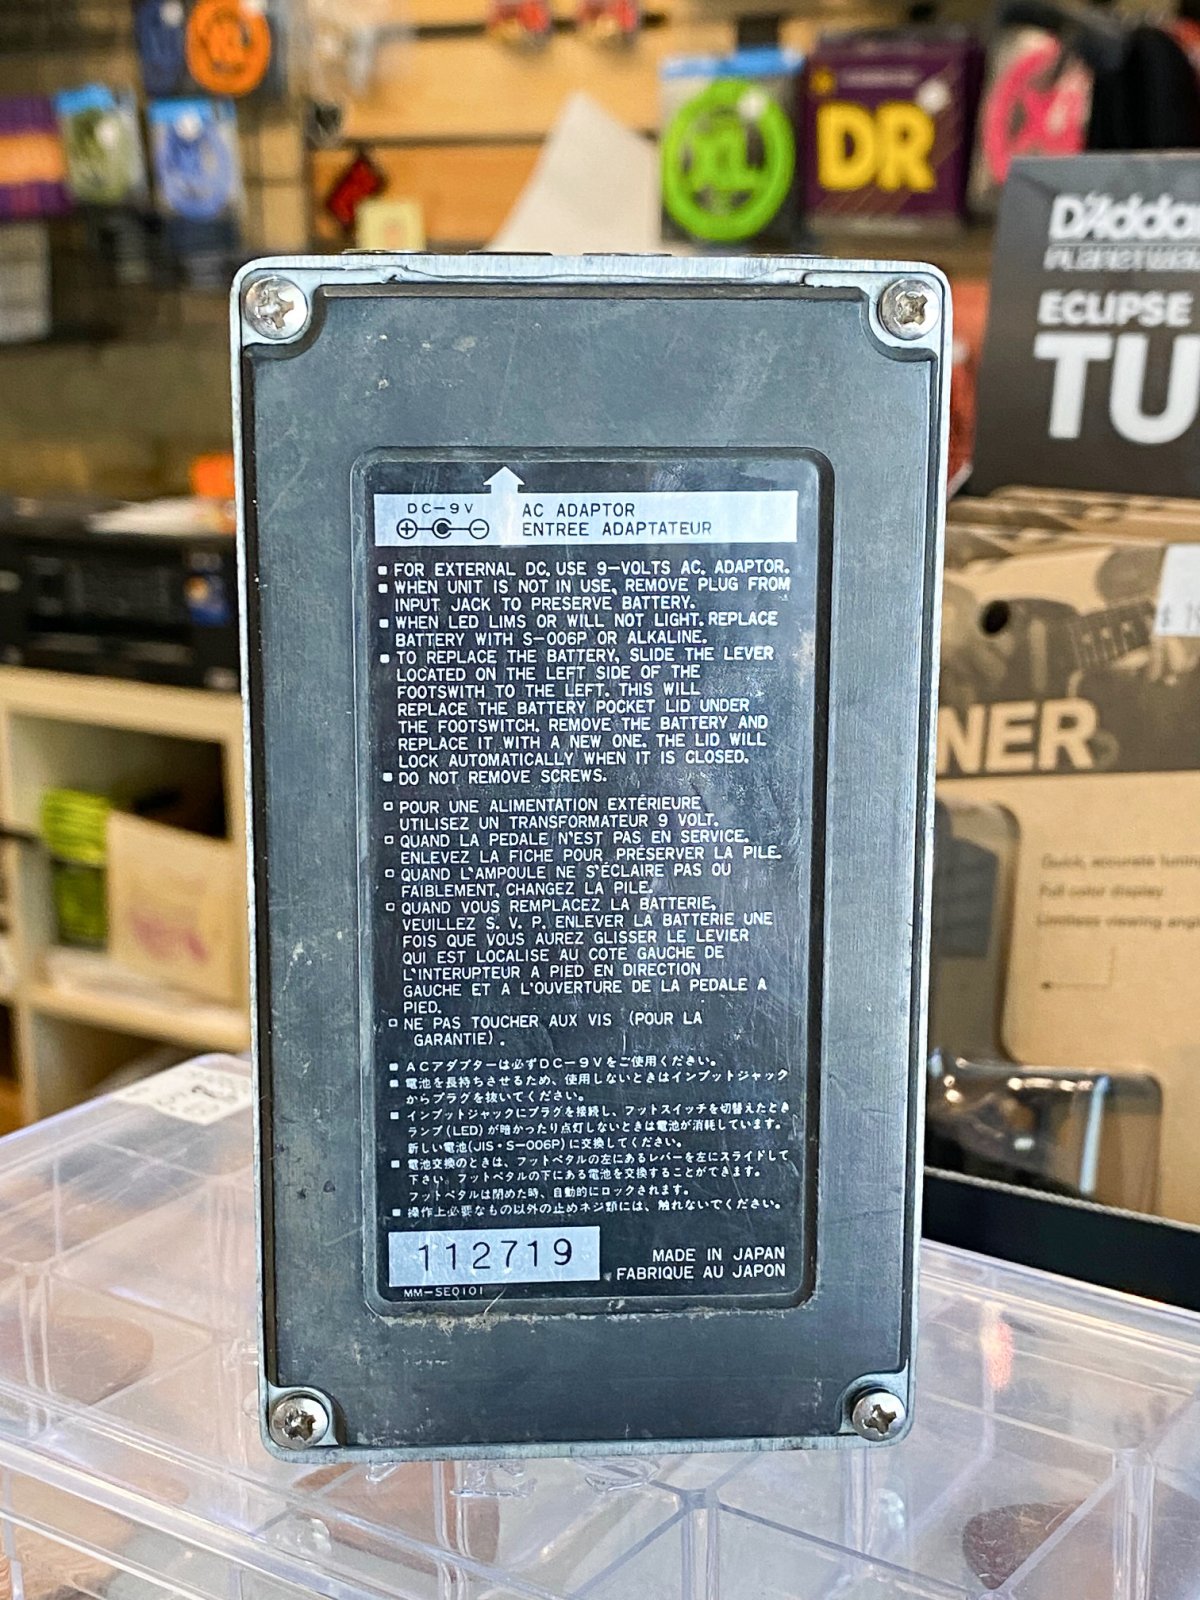 XL
DR
D'Addario
ECLIPSE
TU
NER
Quick, accurate tuning
Full color display
Limitless viewing angle
DC-9V
AC ADAPTOR
ENTREE ADAPTATEUR
■ FOR EXTERNAL DC. USE 9-VOLTS AC. ADAPTOR.
■ WHEN UNIT IS NOT IN USE, REMOVE PLUG FROM
INPUT JACK TO PRESERVE BATTERY.
■ WHEN LED LIMS OR WILL NOT LIGHT. REPLACE
BATTERY WITH S-006P OR ALKALINE.
■ TO REPLACE THE BATTERY, SLIDE THE LEVER
LOCATED ON THE LEFT SIDE OF THE
FOOTSWITH TO THE LEFT. THIS WILL
REPLACE THE BATTERY POCKET LID UNDER
THE FOOTSWITCH. REMOVE THE BATTERY AND
REPLACE IT WITH A NEW ONE. THE LID WILL
LOCK AUTOMATICALLY WHEN IT IS CLOSED.
■ DO NOT REMOVE SCREWS.
□ POUR UNE ALIMENTATION EXTÉRIEURE
UTILISEZ UN TRANSFORMATEUR 9 VOLT.
□ QUAND LA PEDALE N'EST PAS EN SERVICE.
ENLEVEZ LA FICHE POUR PRÉSERVER LA PILE.
□ QUAND L'AMPOULE NE S'ÉCLAIRE PAS OU
FAIBLEMENT, CHANGEZ LA PILE.
□ QUAND VOUS REMPLACEZ LA BATTERIE,
VEUILLEZ S. V. P. ENLEVER LA BATTERIE UNE
FOIS QUE VOUS AUREZ GLISSER LE LEVIER
QUI EST LOCALISE AU COTE GAUCHE DE
L'INTERUPTEUR A PIED EN DIRECTION
GAUCHE ET A L'OUVERTURE DE LA PEDALE A
PIED.
□ NE PAS TOUCHER AUX VIS (POUR LA
GARANTIE).
■ ACアダプターは必ずDC-9Vをご使用ください。
■ 電池を長持ちさせるため、使用しないときはインプットジャック
からプラグを抜いてください。
■ インプットジャックにプラグを接続し、フットスイッチを切替えたとき
ランプ(LED)が暗かったり点灯しないときは電池が消耗しています。
新しい電池(JIS・S-006P)に交換してください。
■ 電池交換のときは、フットペタルの左にあるレバーを左にスライドして
下さい。フットペタルの下にある電池を交換することができます。
フットペタルは閉めた時、自動的にロックされます。
■ 操作上必要なもの以外の止めネジ類には、触れないでください。
112719
MADE IN JAPAN
FABRIQUE AU JAPON
MM-SE0101